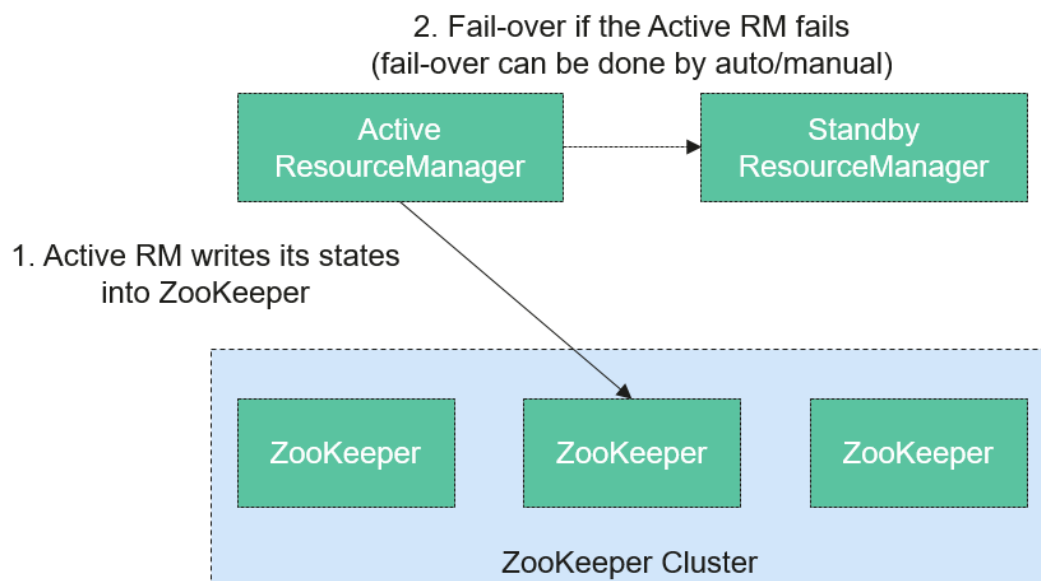 2. Fail-over if the Active RM fails
(fail-over can be done by auto/manual)
Active
ResourceManager
Standby
ResourceManager
1. Active RM writes its states
into ZooKeeper
ZooKeeper
ZooKeeper
ZooKeeper
ZooKeeper Cluster